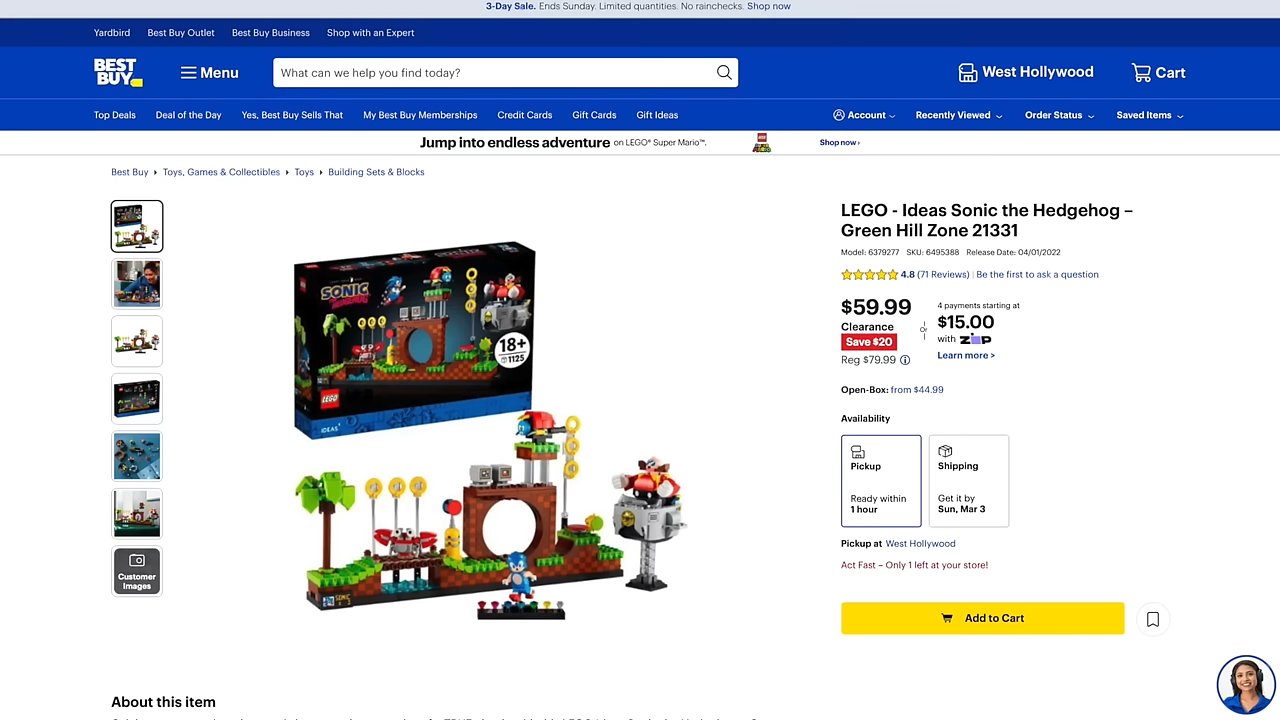 3-Day Sale. Ends Sunday. Limited quantities. No rainchecks. Shop now
Yardbird Best Buy Outlet Best Buy Business Shop with an Expert
BEST BUY
Menu
What can we help you find today?
West Hollywood
Cart
Top Deals Deal of the Day Yes, Best Buy Sells That My Best Buy Memberships Credit Cards Gift Cards Gift Ideas
Account Recently Viewed Order Status Saved Items
Jump into endless adventure on LEGO® Super Mario™. Shop now ›
Best Buy Toys, Games & Collectibles Toys Building Sets & Blocks
LEGO - Ideas Sonic the Hedgehog –
Green Hill Zone 21331
Model: 6379277 SKU: 6495388 Release Date: 04/01/2022
4.8 (71 Reviews) | Be the first to ask a question
$59.99
Clearance
Save $20
Reg $79.99
or
4 payments starting at
$15.00
with ZIP
Learn more >
Open-Box: from $44.99
Availability
Pickup
Ready within
1 hour
Shipping
Get it by
Sun, Mar 3
Pickup at West Hollywood
Act Fast – Only 1 left at your store!
Add to Cart
SONIC
18+
1125
LEGO
IDEAS
SONIC
Customer
Images
About this item